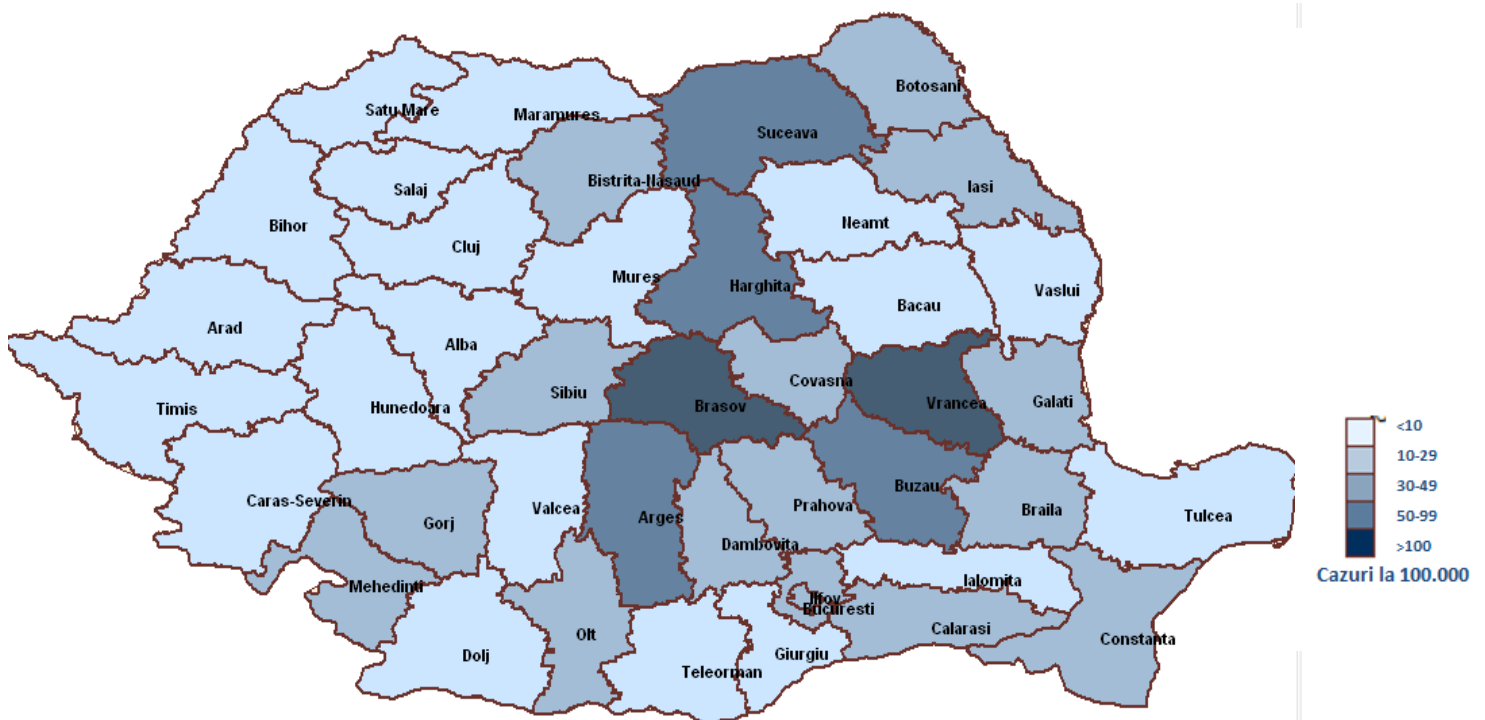 Botosani
Satu Mare
Maramures
Suceava
Bistrita-Nasaud
Iasi
Salaj
Bihor
Neamt
Cluj
Mures
Harghita
Vaslui
Bacau
Arad
Alba
Covasna
Sibiu
Brasov
Vrancea
Galati
Timis
Hunedoara
Buzau
Caras-Severin
Valcea
Prahova
Braila
Arges
Tulcea
Gorj
Dambovita
Ialomita
Mehedinti
Ilfov
Bucuresti
Calarasi
Olt
Constanta
Dolj
Giurgiu
Teleorman
<10
10-29
30-49
50-99
>100
Cazuri la 100.000